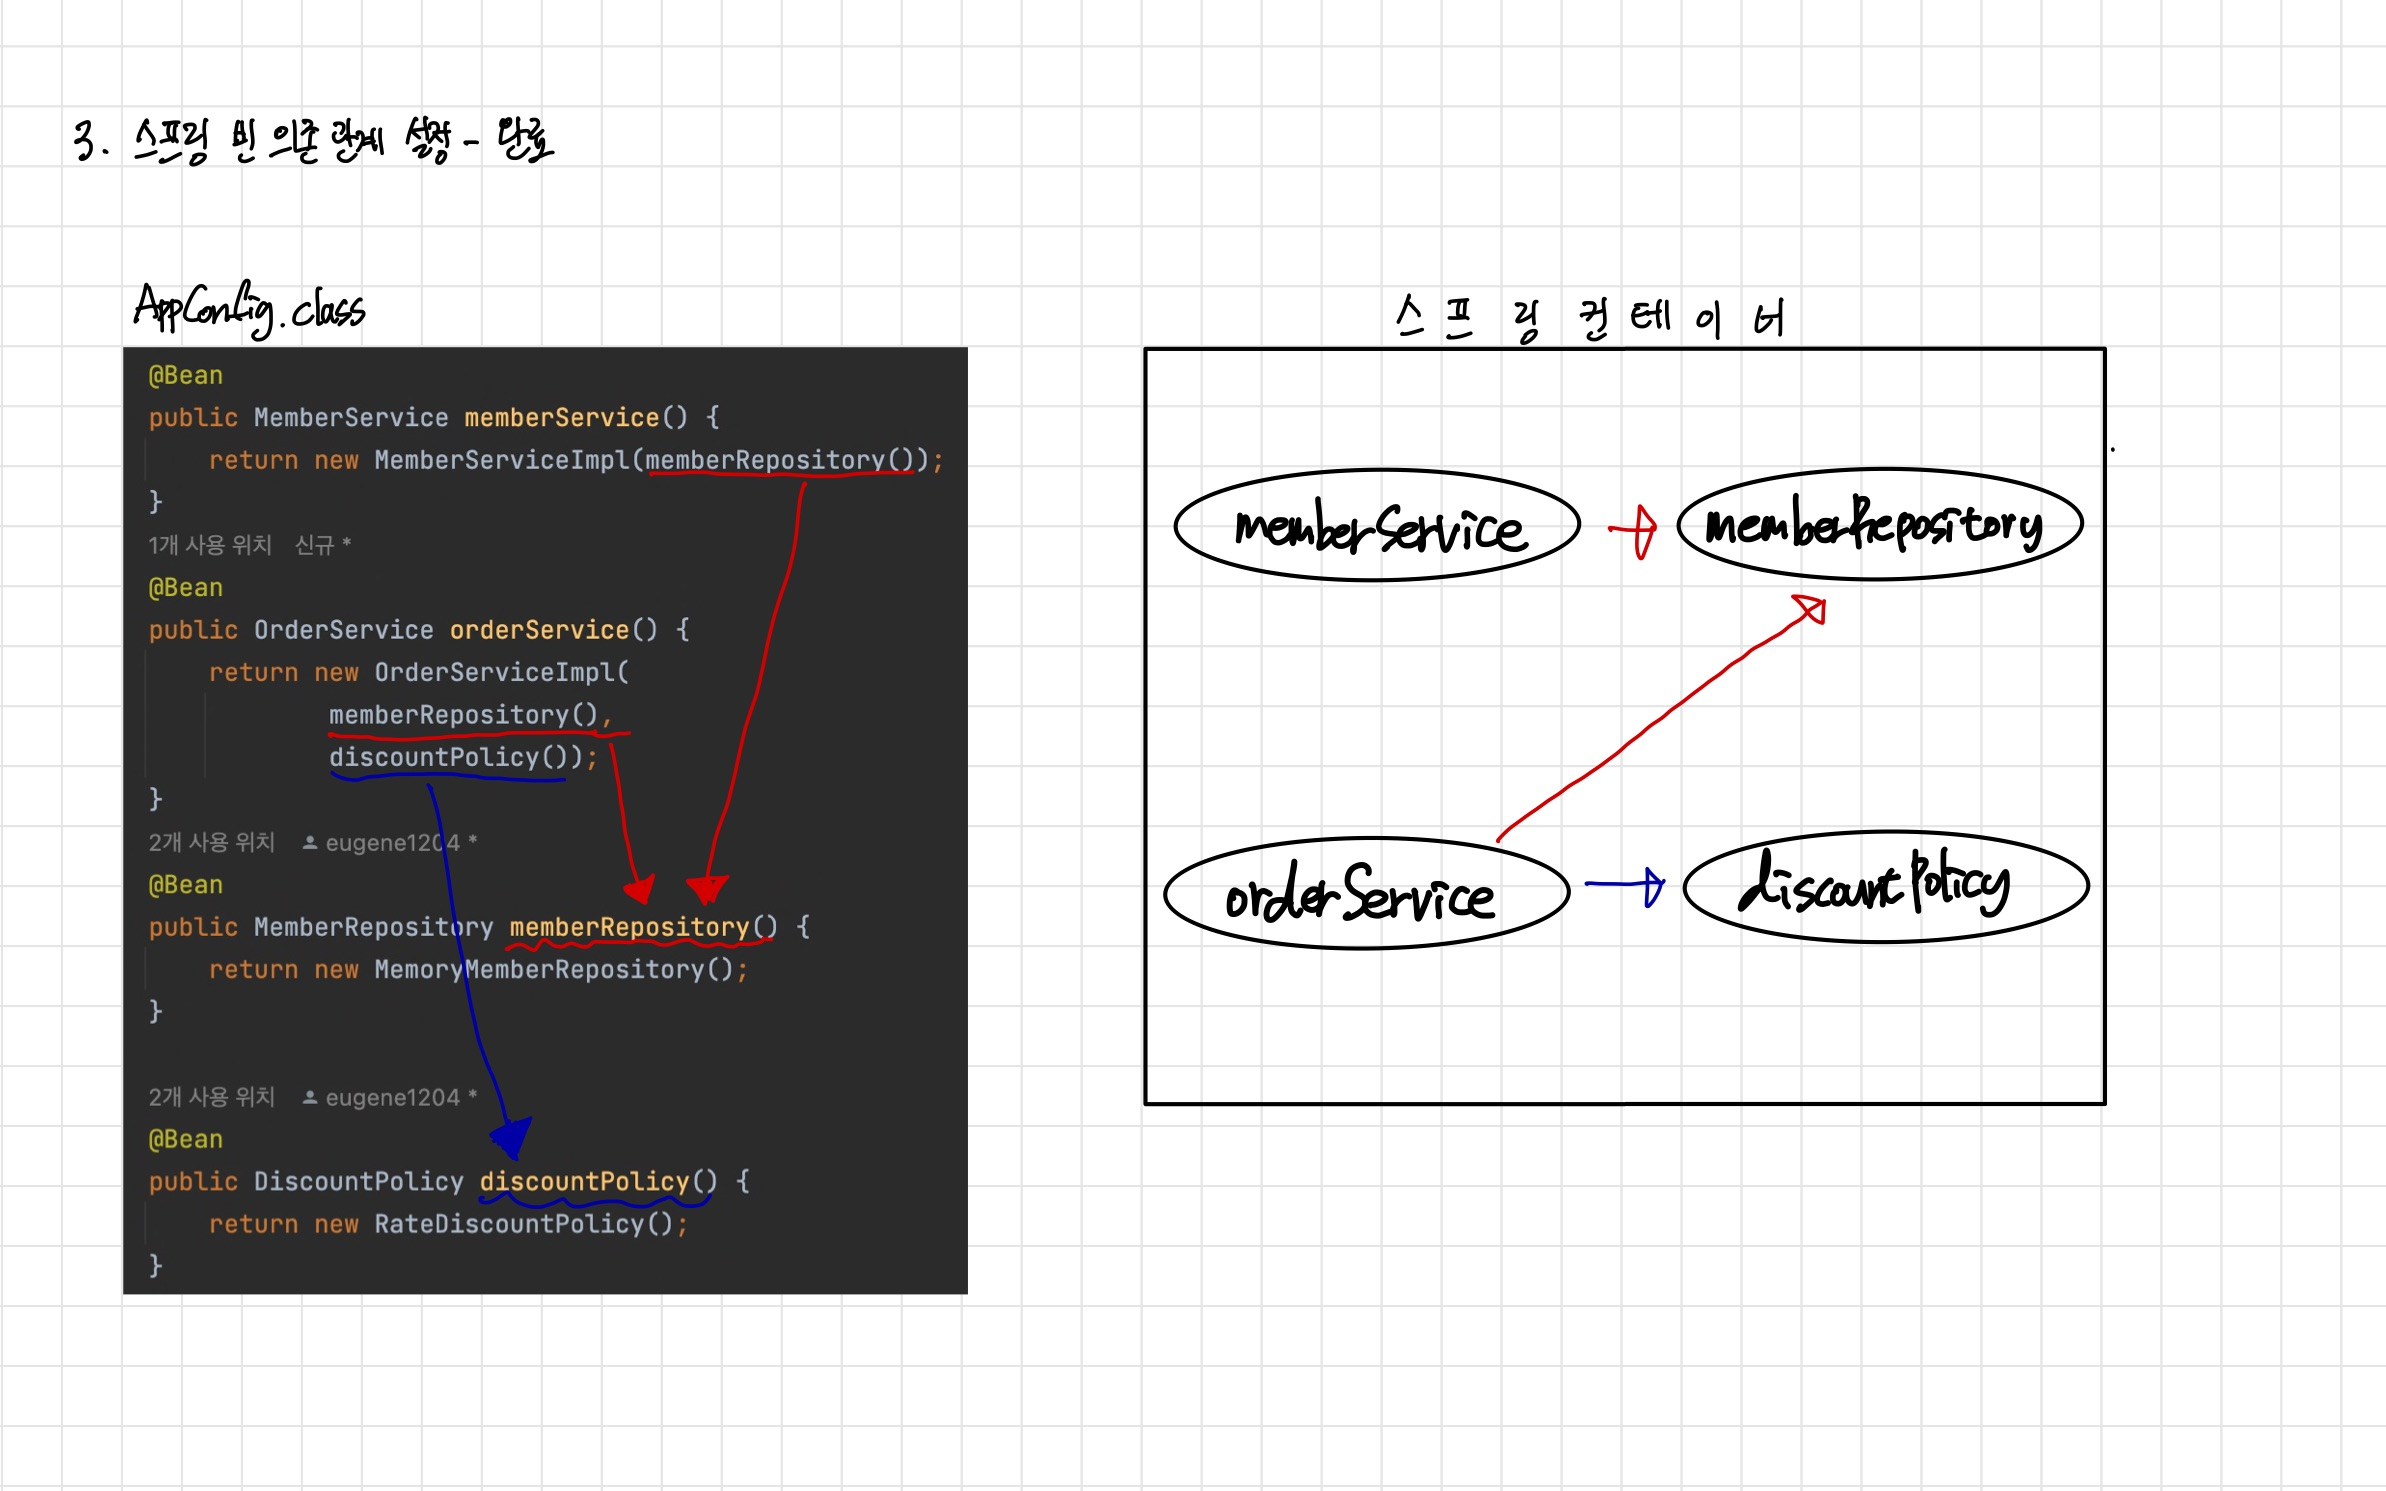 3. 스프링 빈 의존관계 설정 - 완료
AppConfig.class
@Bean
public MemberService memberService() {
return new MemberServiceImpl(memberRepository());
}
1개 사용 위치 신규 *
@Bean
public OrderService orderService() {
return new OrderServiceImpl(
memberRepository(),
discountPolicy());
}
2개 사용 위치 eugene1204 *
@Bean
public MemberRepository memberRepository() {
return new MemoryMemberRepository();
}
2개 사용 위치 eugene1204 *
@Bean
public DiscountPolicy discountPolicy() {
return new RateDiscountPolicy();
}
스프링 컨테이너
memberService memberRepository
orderService discountPolicy